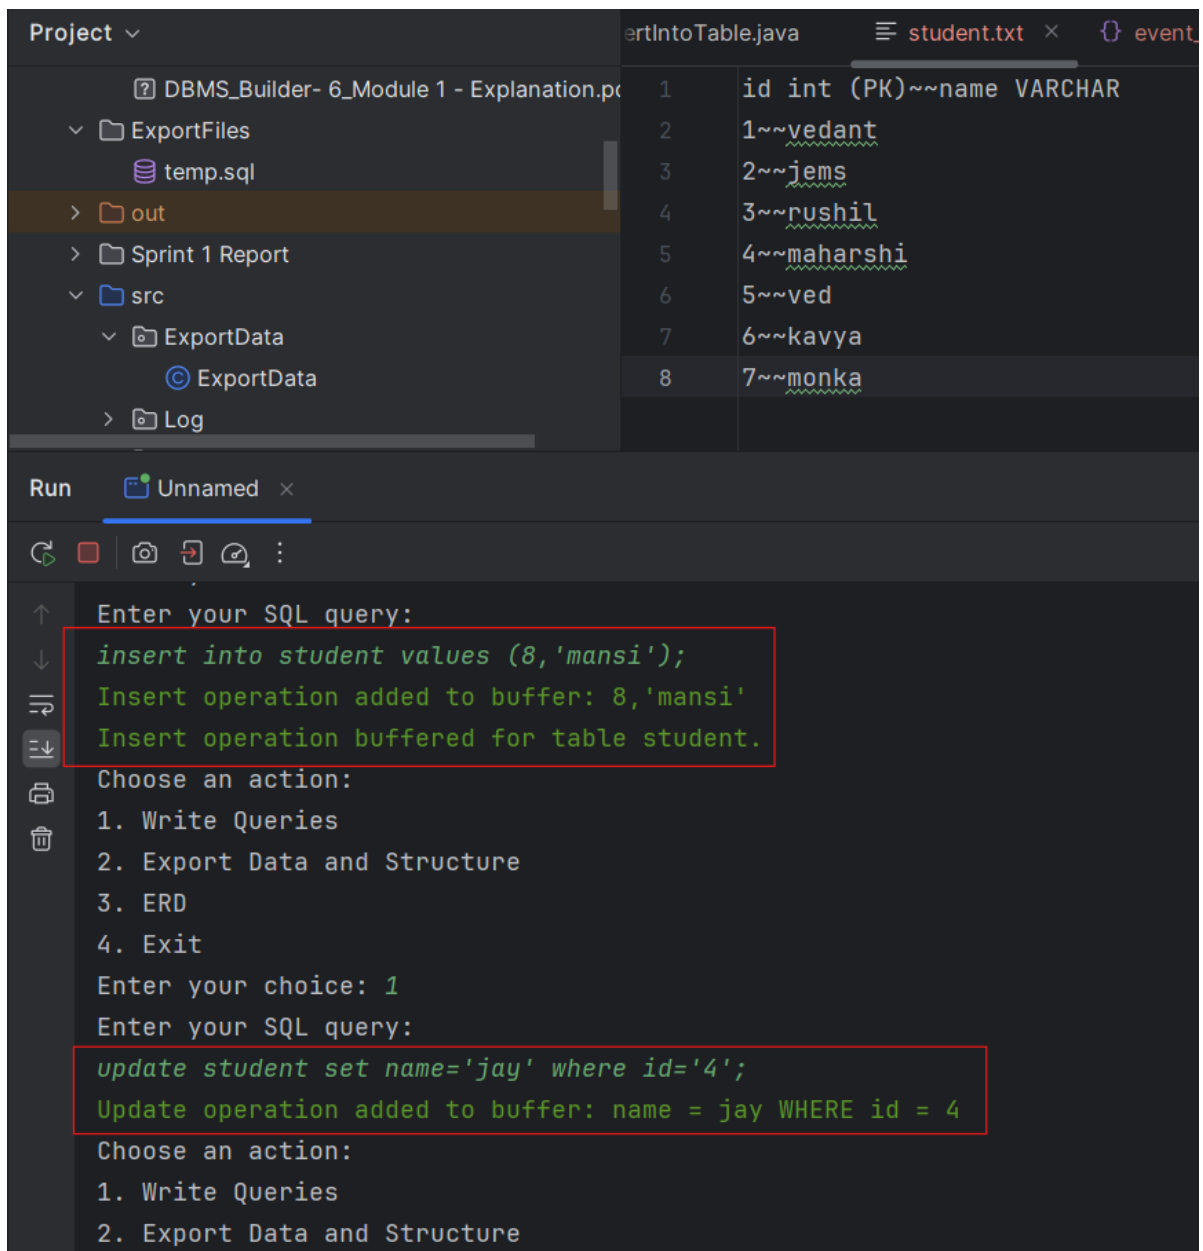 Project
DBMS_Builder- 6_Module 1 - Explanation.pd
ExportFiles
temp.sql
out
Sprint 1 Report
src
ExportData
ExportData
Log
ertIntoTable.java student.txt event_
1 id int (PK)~~name VARCHAR
2 1~~vedant
3 2~~jems
4 3~~rushil
5 4~~maharshi
6 5~~ved
7 6~~kavya
8 7~~monka
Run Unnamed
Enter your SQL query:
insert into student values (8,'mansi');
Insert operation added to buffer: 8,'mansi'
Insert operation buffered for table student.
Choose an action:
1. Write Queries
2. Export Data and Structure
3. ERD
4. Exit
Enter your choice: 1
Enter your SQL query:
update student set name='jay' where id='4';
Update operation added to buffer: name = jay WHERE id = 4
Choose an action:
1. Write Queries
2. Export Data and Structure